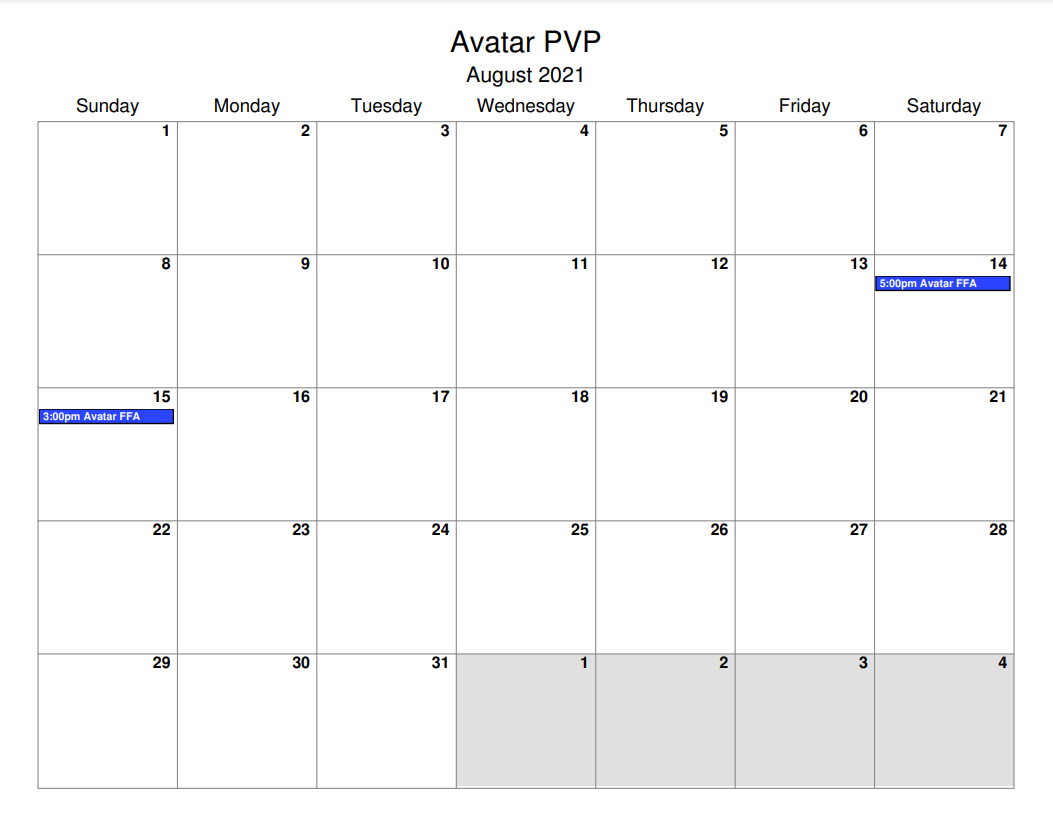 Avatar PVP
August 2021
Sunday Monday Tuesday Wednesday Thursday Friday Saturday
1 2 3 4 5 6 7
8 9 10 11 12 13 14
5:00pm Avatar FFA
15 16 17 18 19 20 21
3:00pm Avatar FFA
22 23 24 25 26 27 28
29 30 31 1 2 3 4